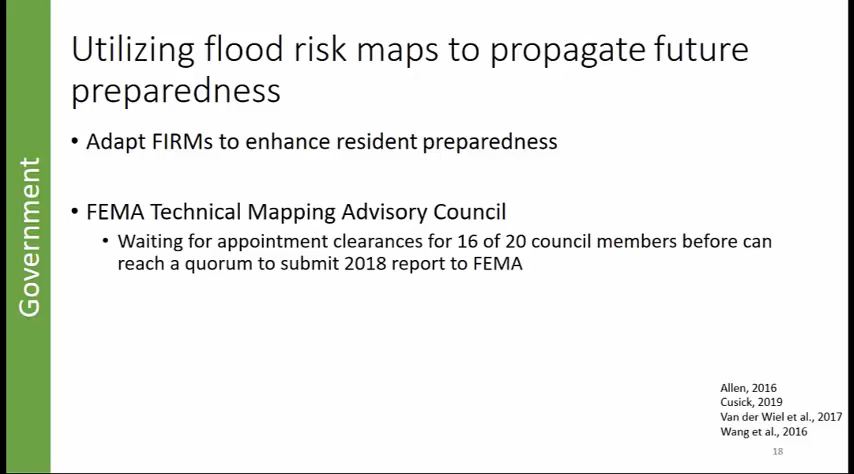 Government
Utilizing flood risk maps to propagate future
preparedness
• Adapt FIRMs to enhance resident preparedness
• FEMA Technical Mapping Advisory Council
• Waiting for appointment clearances for 16 of 20 council members before can
reach a quorum to submit 2018 report to FEMA
Allen, 2016
Cusick, 2019
Van der Wiel et al., 2017
Wang et al., 2016
18